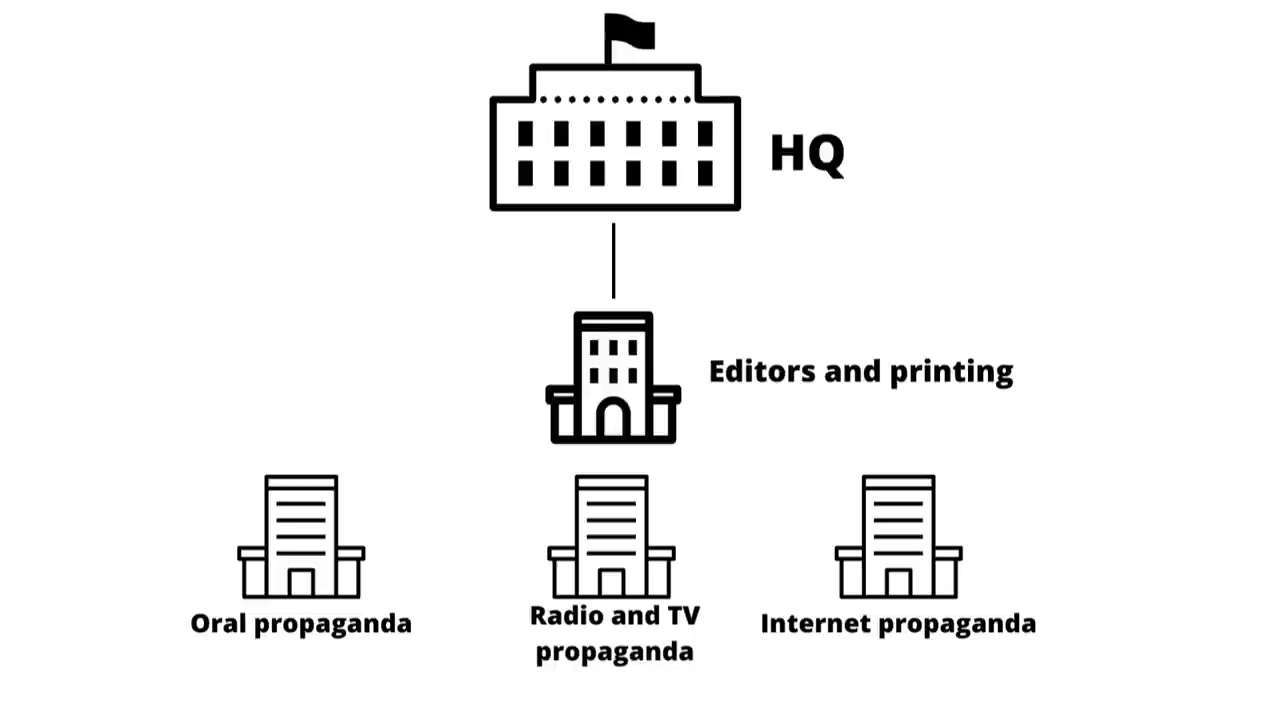 HQ
Editors and printing
Oral propaganda
Radio and TV
propaganda
Internet propaganda